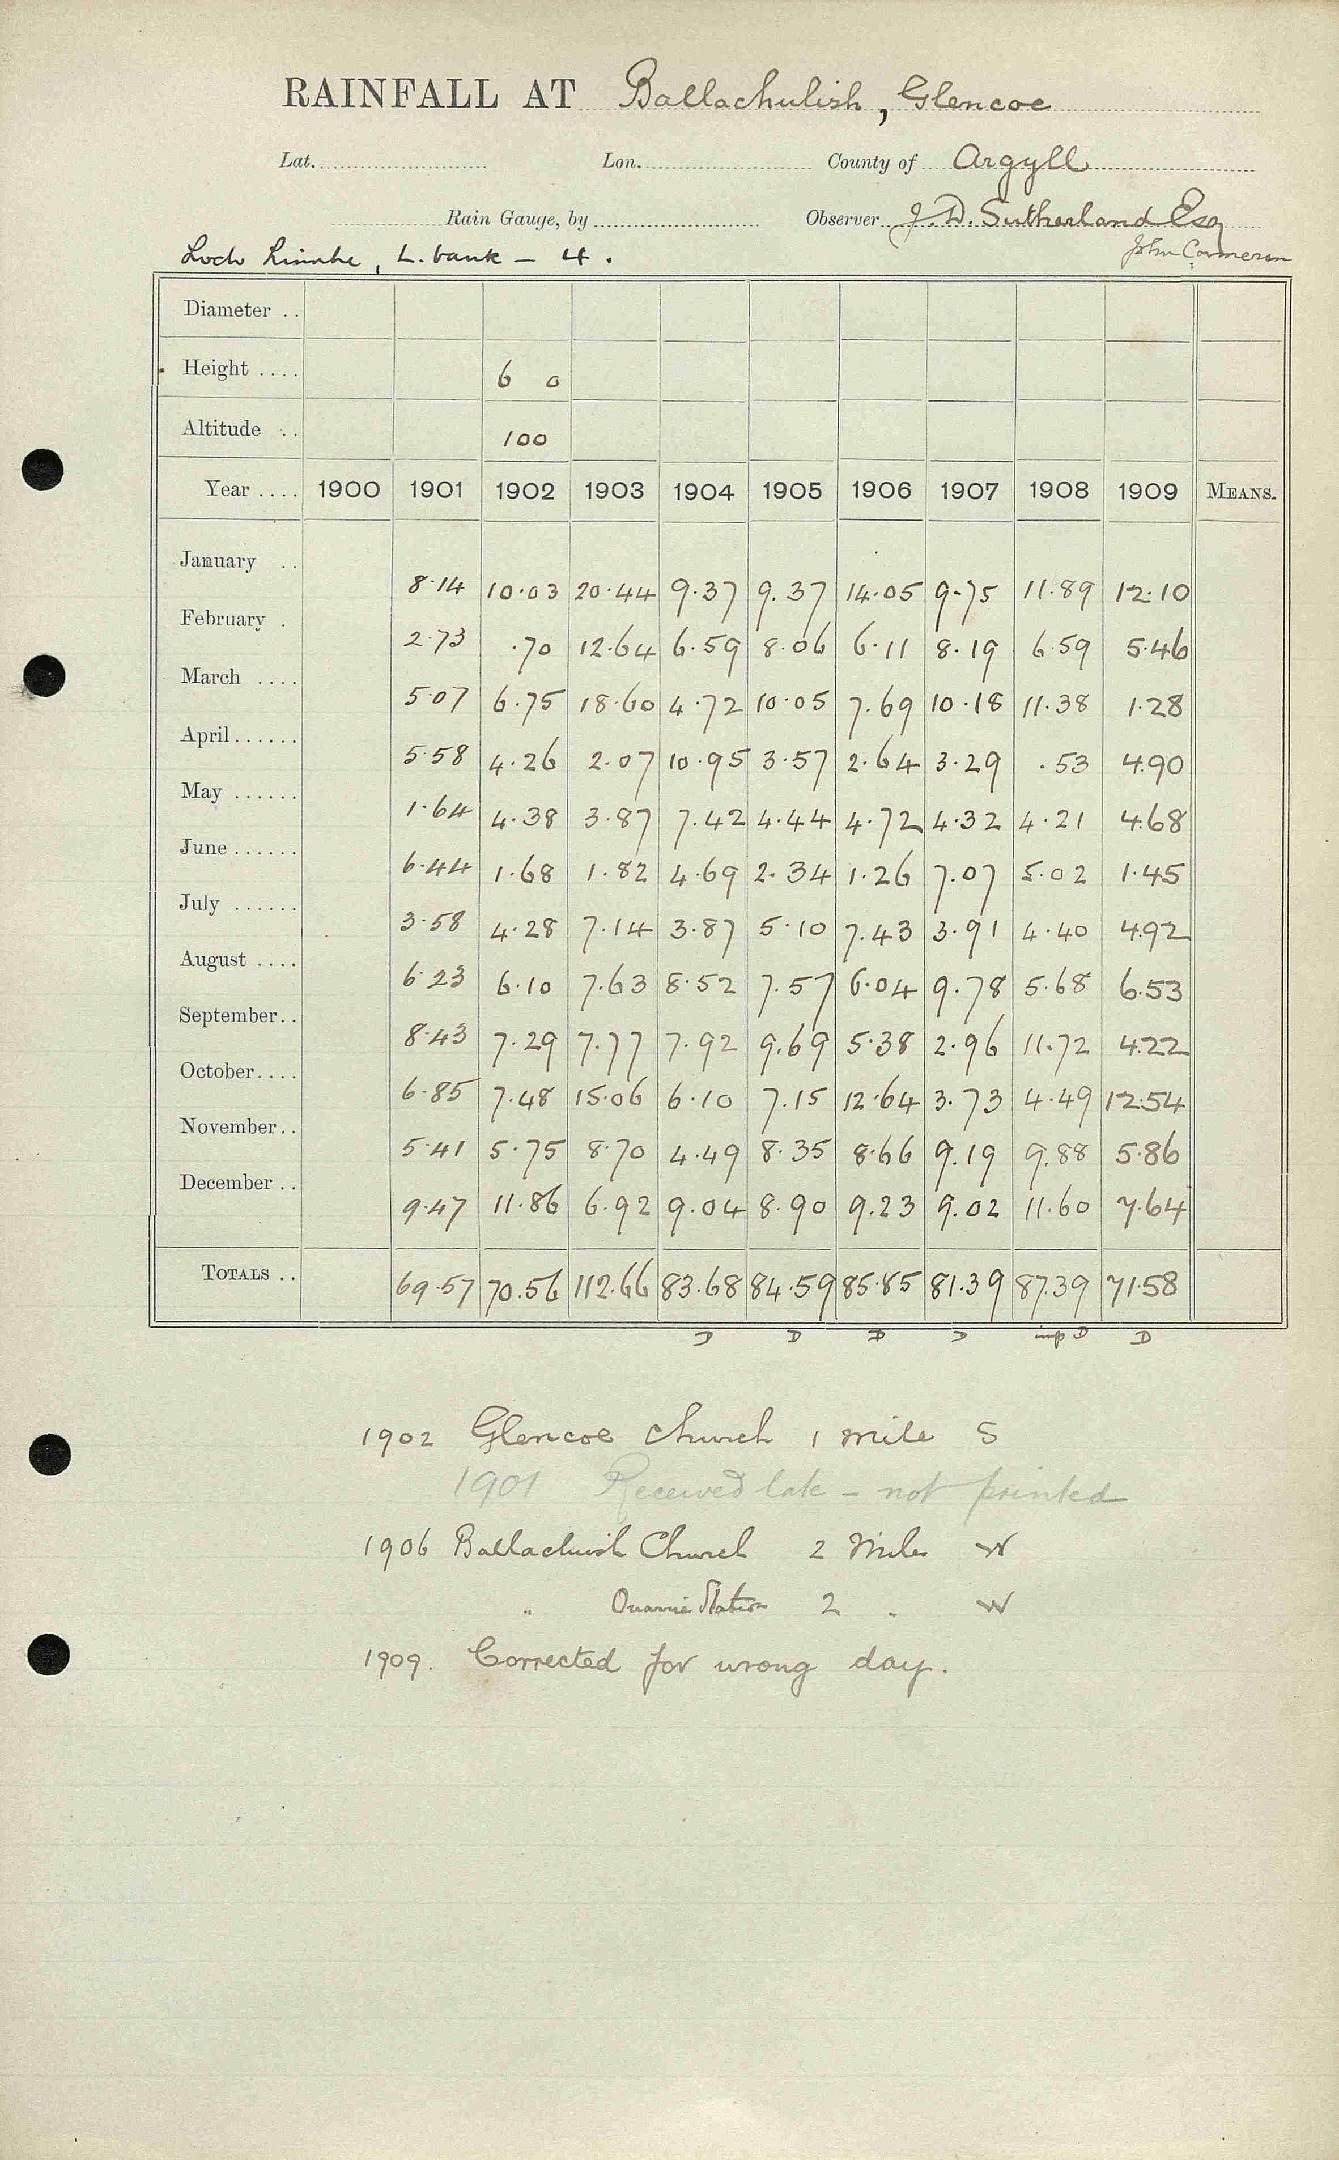 RAINFALL AT Ballachulish, Glencoe
Lat. Lon. County of Argyll
Rain Gauge, by Observer J. D. Sutherland Esq
Loch Linnhe, L. bank - 4. John Cameron
Diameter ..
Height .... 6 0
Altitude .. 100
Year .... 1900 1901 1902 1903 1904 1905 1906 1907 1908 1909 MEANS.
January .. 8.14 10.03 20.44 9.37 9.37 14.05 9.75 11.89 12.10
February . 2.73 .70 12.64 6.59 8.06 6.11 8.19 6.59 5.46
March .... 5.07 6.75 18.60 4.72 10.05 7.69 10.18 11.38 1.28
April...... 5.58 4.26 2.07 10.95 3.57 2.64 3.29 .53 4.90
May ...... 1.64 4.38 3.87 7.42 4.44 4.72 4.32 4.21 4.68
June...... 6.44 1.68 1.82 4.69 2.34 1.26 7.07 5.02 1.45
July ...... 3.58 4.28 7.14 3.87 5.10 7.43 3.91 4.40 4.92
August .... 6.23 6.10 7.63 8.52 7.57 6.04 9.78 5.68 6.53
September.. 8.43 7.29 7.77 7.92 9.69 5.38 2.96 11.72 4.22
October.... 6.85 7.48 15.06 6.10 7.15 12.64 3.73 4.49 12.54
November.. 5.41 5.75 8.70 4.49 8.35 8.66 9.19 9.88 5.86
December .. 9.47 11.86 6.92 9.04 8.90 9.23 9.02 11.60 7.64
TOTALS .. 69.57 70.56 112.66 83.68 84.59 85.85 81.39 87.39 71.58
D D D D imp D D
1902 Glencoe Church 1 mile S
1901 Received late - not printed
1906 Ballachulish Church 2 Miles W
" Quarrie Station 2 " W
1909. Corrected for wrong day.